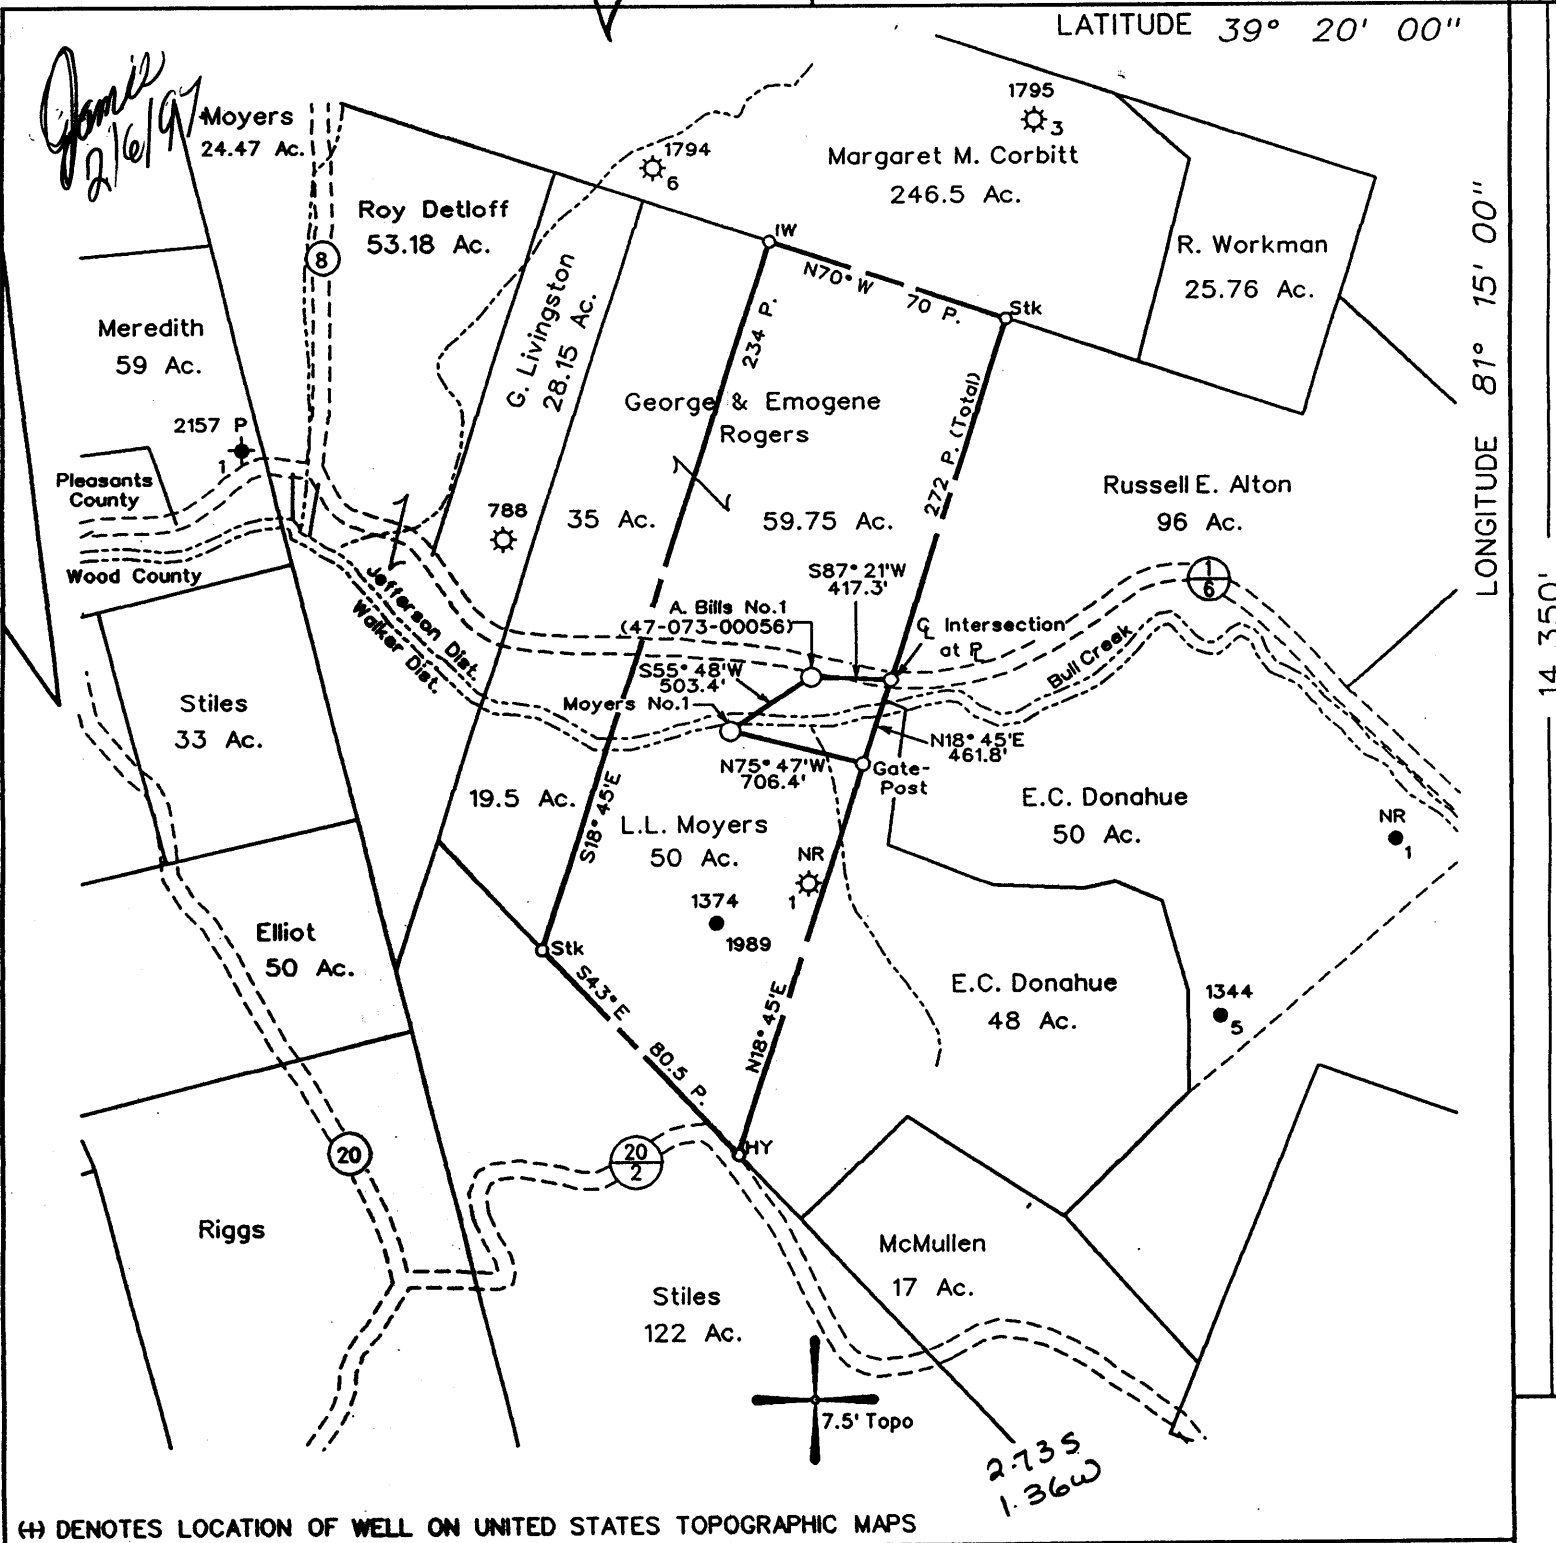 LATITUDE 39° 20' 00"
Jamie
2/6/97
Moyers
24.47 Ac.
1795
3
1794
6
Margaret M. Corbitt
246.5 Ac.
Roy Detloff
53.18 Ac.
8
IW
N70° W
70 P.
Stk
R. Workman
25.76 Ac.
LONGITUDE 81° 15' 00"
Meredith
59 Ac.
G. Livingston
28.15 Ac.
234 P.
272 P. (Total)
George & Emogene
Rogers
2157 P
1
Pleasants
County
Wood County
788
35 Ac.
59.75 Ac.
Russell E. Alton
96 Ac.
1
6
14,350'
S87° 21'W
417.3'
Jefferson Dist.
Walker Dist.
A. Bills No.1
(47-073-00056)
℄ Intersection
at ℙ
Bull Creek
S55° 48'W
503.4'
Moyers No.1
Stiles
33 Ac.
N18° 45'E
461.8'
N75° 47'W
706.4'
Gate-
Post
19.5 Ac.
S18° 45'E
L.L. Moyers
50 Ac.
E.C. Donahue
50 Ac.
NR
1
NR
1
1374
1989
Elliot
50 Ac.
Stk
S43° E
80.5 P.
N18° 45'E
E.C. Donahue
48 Ac.
1344
5
20
20
2
HY
Riggs
McMullen
17 Ac.
Stiles
122 Ac.
7.5' Topo
2.73 S
1.36 W
(+) DENOTES LOCATION OF WELL ON UNITED STATES TOPOGRAPHIC MAPS